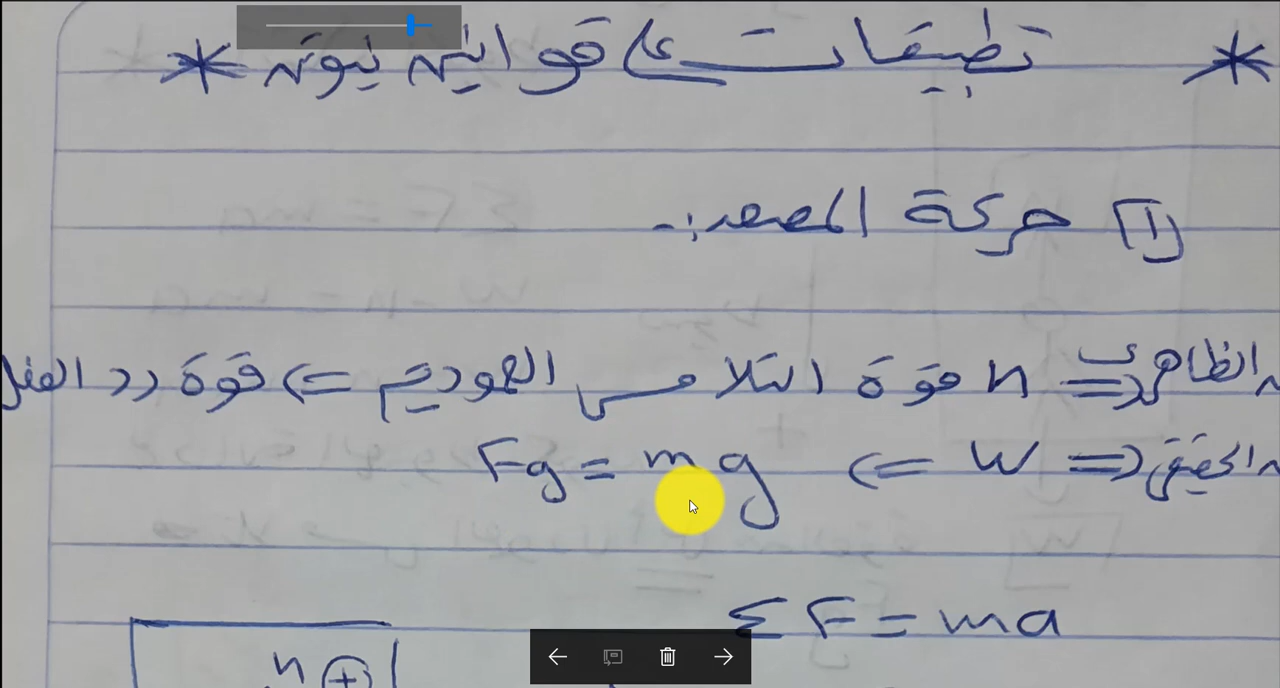 * تطبيقات على قوانين نيوتن *
[1] حركة المصعد:-
الظاهري <= n قوة التلامس العمودية <= قوة رد الفعل
الحقيقي <= W <= Fg = mg
ΣF = ma
n +